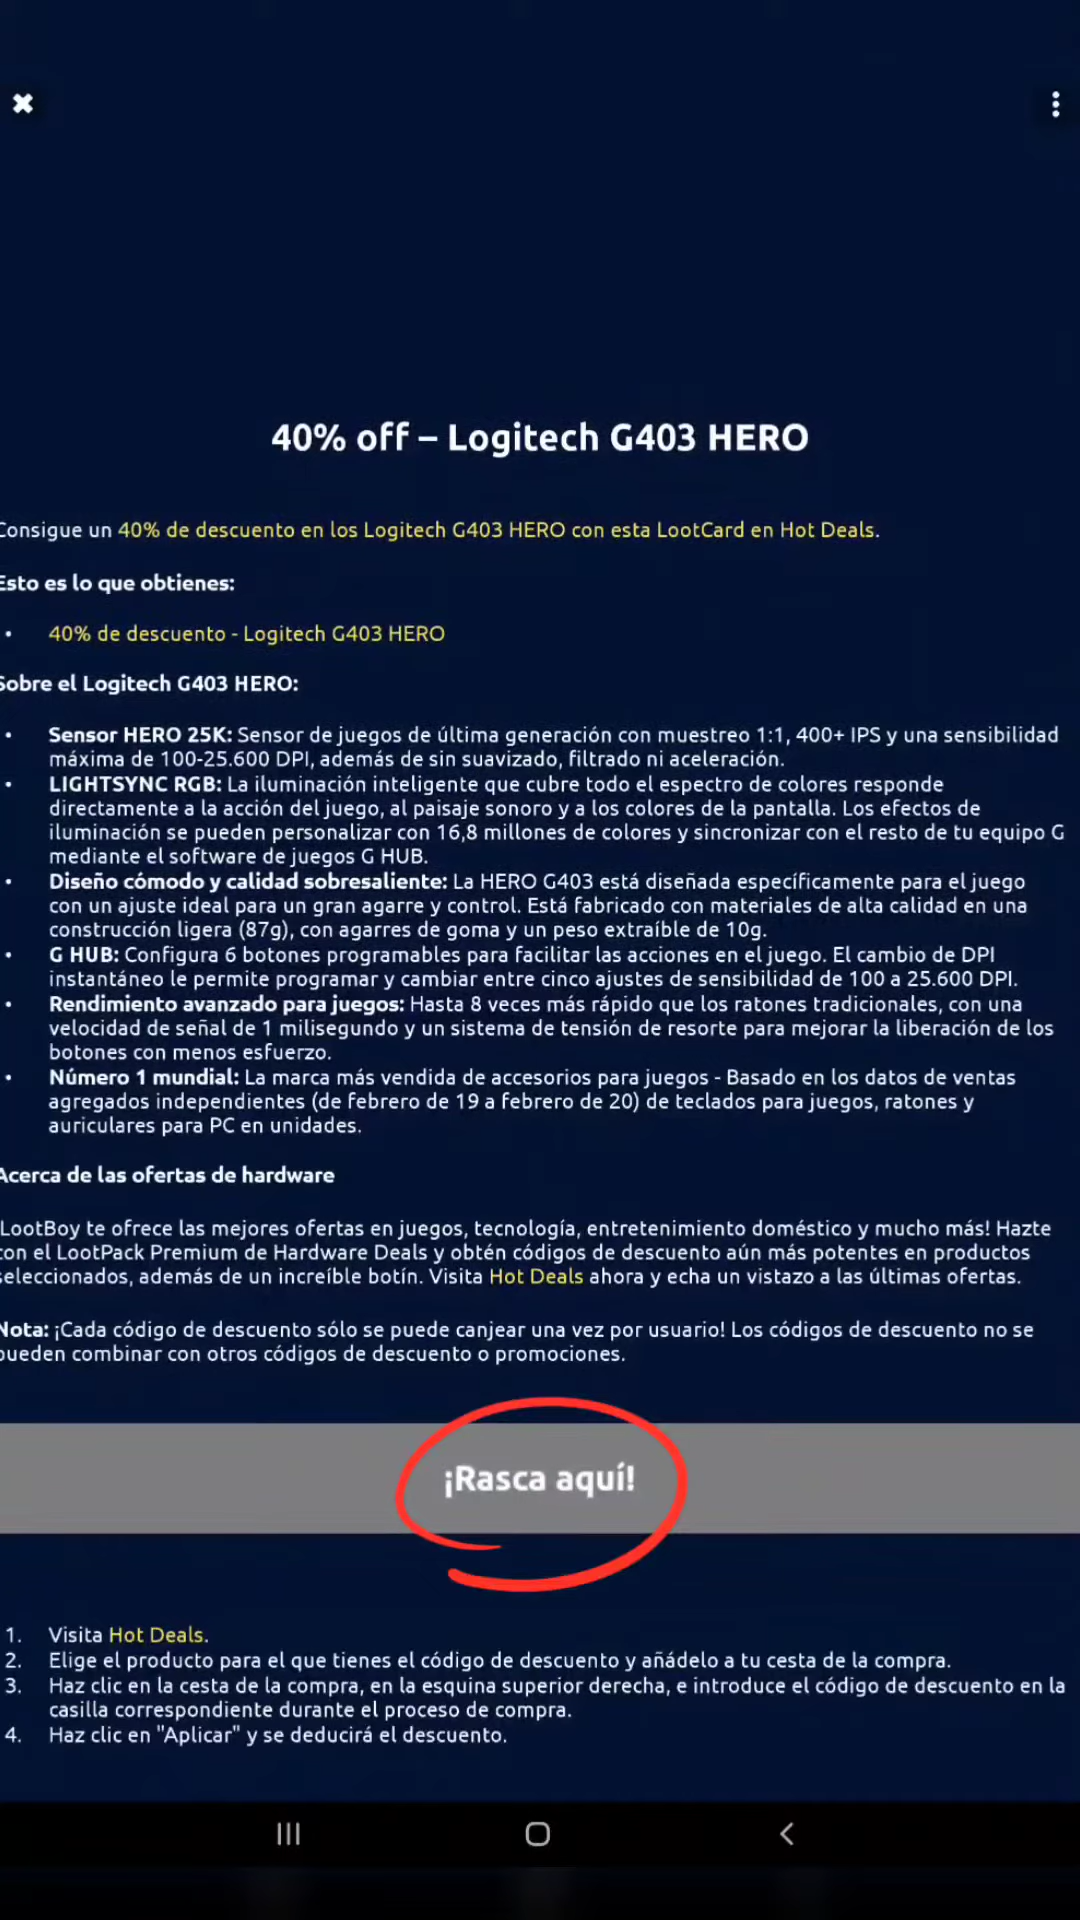 40% off – Logitech G403 HERO
Consigue un 40% de descuento en los Logitech G403 HERO con esta LootCard en Hot Deals.
Esto es lo que obtienes:
• 40% de descuento - Logitech G403 HERO
Sobre el Logitech G403 HERO:
• Sensor HERO 25K: Sensor de juegos de última generación con muestreo 1:1, 400+ IPS y una sensibilidad
máxima de 100-25.600 DPI, además de sin suavizado, filtrado ni aceleración.
• LIGHTSYNC RGB: La iluminación inteligente que cubre todo el espectro de colores responde
directamente a la acción del juego, al paisaje sonoro y a los colores de la pantalla. Los efectos de
iluminación se pueden personalizar con 16,8 millones de colores y sincronizar con el resto de tu equipo G
mediante el software de juegos G HUB.
• Diseño cómodo y calidad sobresaliente: La HERO G403 está diseñada específicamente para el juego
con un ajuste ideal para un gran agarre y control. Está fabricado con materiales de alta calidad en una
construcción ligera (87g), con agarres de goma y un peso extraíble de 10g.
• G HUB: Configura 6 botones programables para facilitar las acciones en el juego. El cambio de DPI
instantáneo le permite programar y cambiar entre cinco ajustes de sensibilidad de 100 a 25.600 DPI.
• Rendimiento avanzado para juegos: Hasta 8 veces más rápido que los ratones tradicionales, con una
velocidad de señal de 1 milisegundo y un sistema de tensión de resorte para mejorar la liberación de los
botones con menos esfuerzo.
• Número 1 mundial: La marca más vendida de accesorios para juegos - Basado en los datos de ventas
agregados independientes (de febrero de 19 a febrero de 20) de teclados para juegos, ratones y
auriculares para PC en unidades.
Acerca de las ofertas de hardware
LootBoy te ofrece las mejores ofertas en juegos, tecnología, entretenimiento doméstico y mucho más! Hazte
con el LootPack Premium de Hardware Deals y obtén códigos de descuento aún más potentes en productos
seleccionados, además de un increíble botín. Visita Hot Deals ahora y echa un vistazo a las últimas ofertas.
Nota: ¡Cada código de descuento sólo se puede canjear una vez por usuario! Los códigos de descuento no se
pueden combinar con otros códigos de descuento o promociones.
¡Rasca aquí!
1. Visita Hot Deals.
2. Elige el producto para el que tienes el código de descuento y añádelo a tu cesta de la compra.
3. Haz clic en la cesta de la compra, en la esquina superior derecha, e introduce el código de descuento en la
casilla correspondiente durante el proceso de compra.
4. Haz clic en "Aplicar" y se deducirá el descuento.